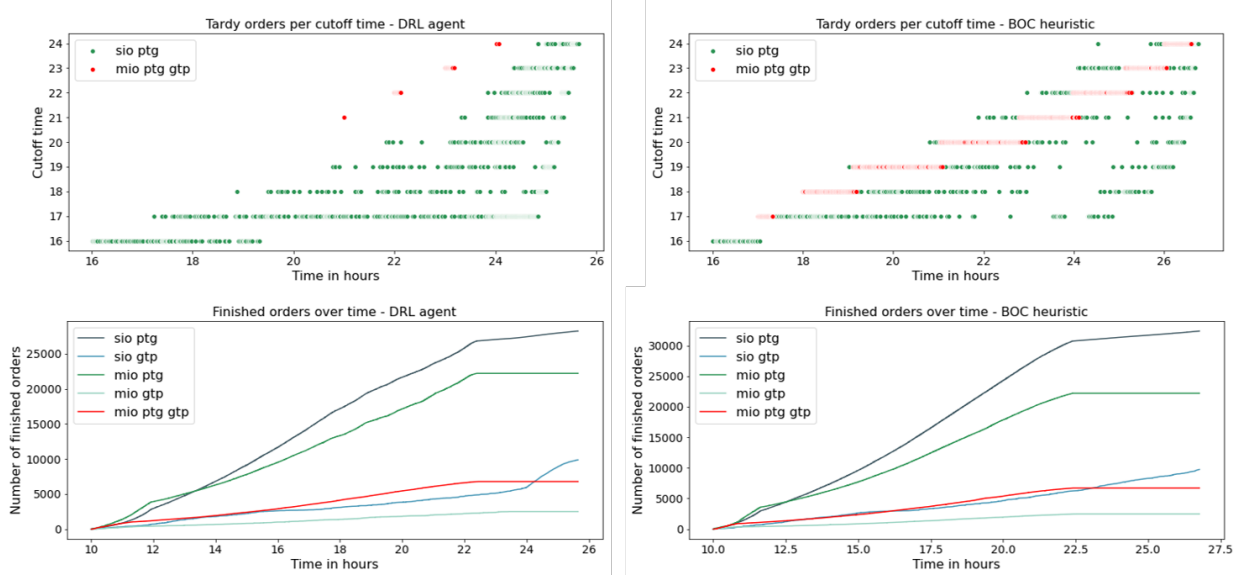 Tardy orders per cutoff time - DRL agent
sio ptg
mio ptg gtp
Cutoff time
24
23
22
21
20
19
18
17
16
16 18 20 22 24 26
Time in hours
Tardy orders per cutoff time - BOC heuristic
sio ptg
mio ptg gtp
Cutoff time
24
23
22
21
20
19
18
17
16
16 18 20 22 24 26
Time in hours
Finished orders over time - DRL agent
sio ptg
sio gtp
mio ptg
mio gtp
mio ptg gtp
Number of finished orders
25000
20000
15000
10000
5000
0
10 12 14 16 18 20 22 24 26
Time in hours
Finished orders over time - BOC heuristic
sio ptg
sio gtp
mio ptg
mio gtp
mio ptg gtp
Number of finished orders
30000
25000
20000
15000
10000
5000
0
10.0 12.5 15.0 17.5 20.0 22.5 25.0 27.5
Time in hours